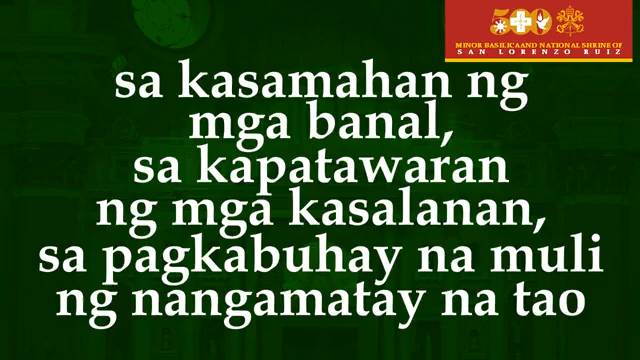 500
MINOR BASILICA AND NATIONAL SHRINE OF
SAN LORENZO RUIZ
sa kasamahan ng
mga banal,
sa kapatawaran
ng mga kasalanan,
sa pagkabuhay na muli
ng nangamatay na tao